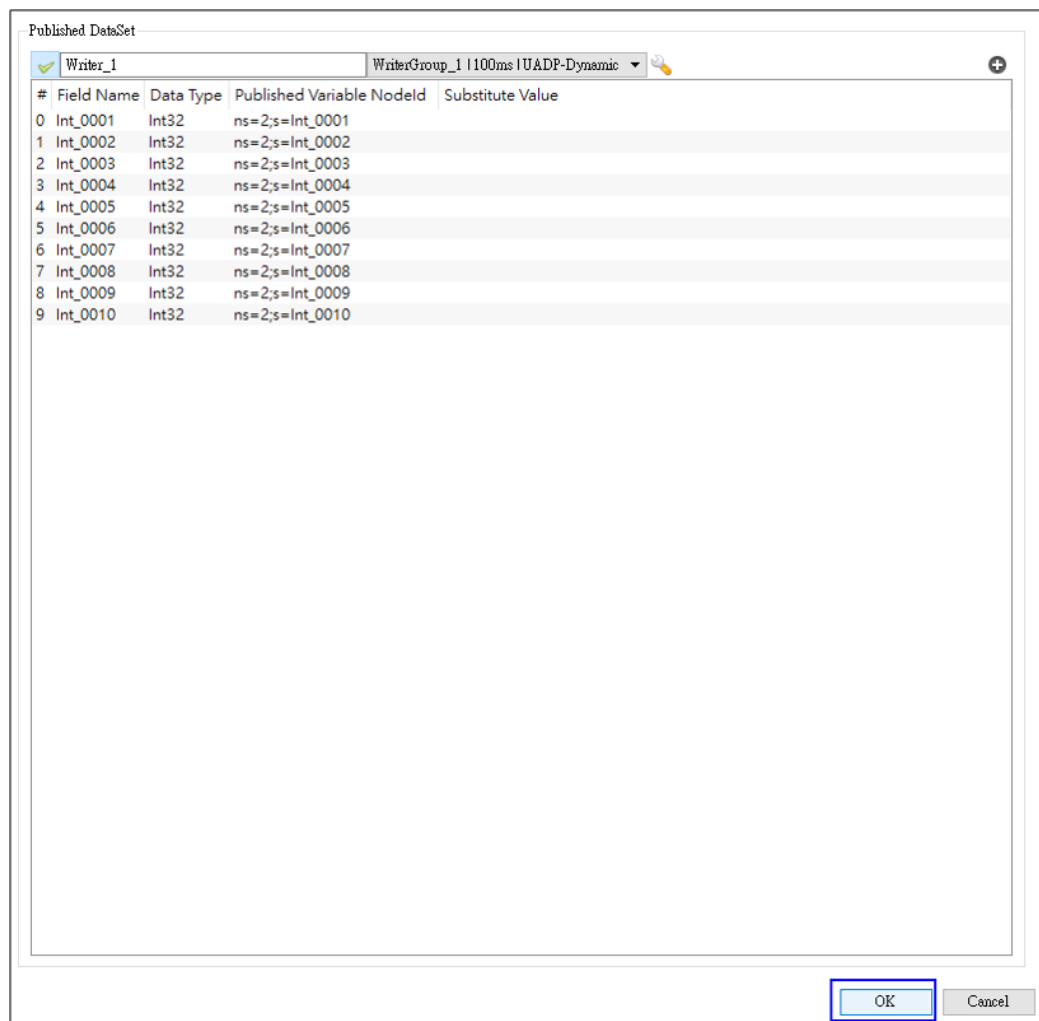 Published DataSet
Writer_1 WriterGroup_1 | 100ms | UADP-Dynamic
# Field Name Data Type Published Variable NodeId Substitute Value
0 Int_0001 Int32 ns=2;s=Int_0001
1 Int_0002 Int32 ns=2;s=Int_0002
2 Int_0003 Int32 ns=2;s=Int_0003
3 Int_0004 Int32 ns=2;s=Int_0004
4 Int_0005 Int32 ns=2;s=Int_0005
5 Int_0006 Int32 ns=2;s=Int_0006
6 Int_0007 Int32 ns=2;s=Int_0007
7 Int_0008 Int32 ns=2;s=Int_0008
8 Int_0009 Int32 ns=2;s=Int_0009
9 Int_0010 Int32 ns=2;s=Int_0010
OK Cancel